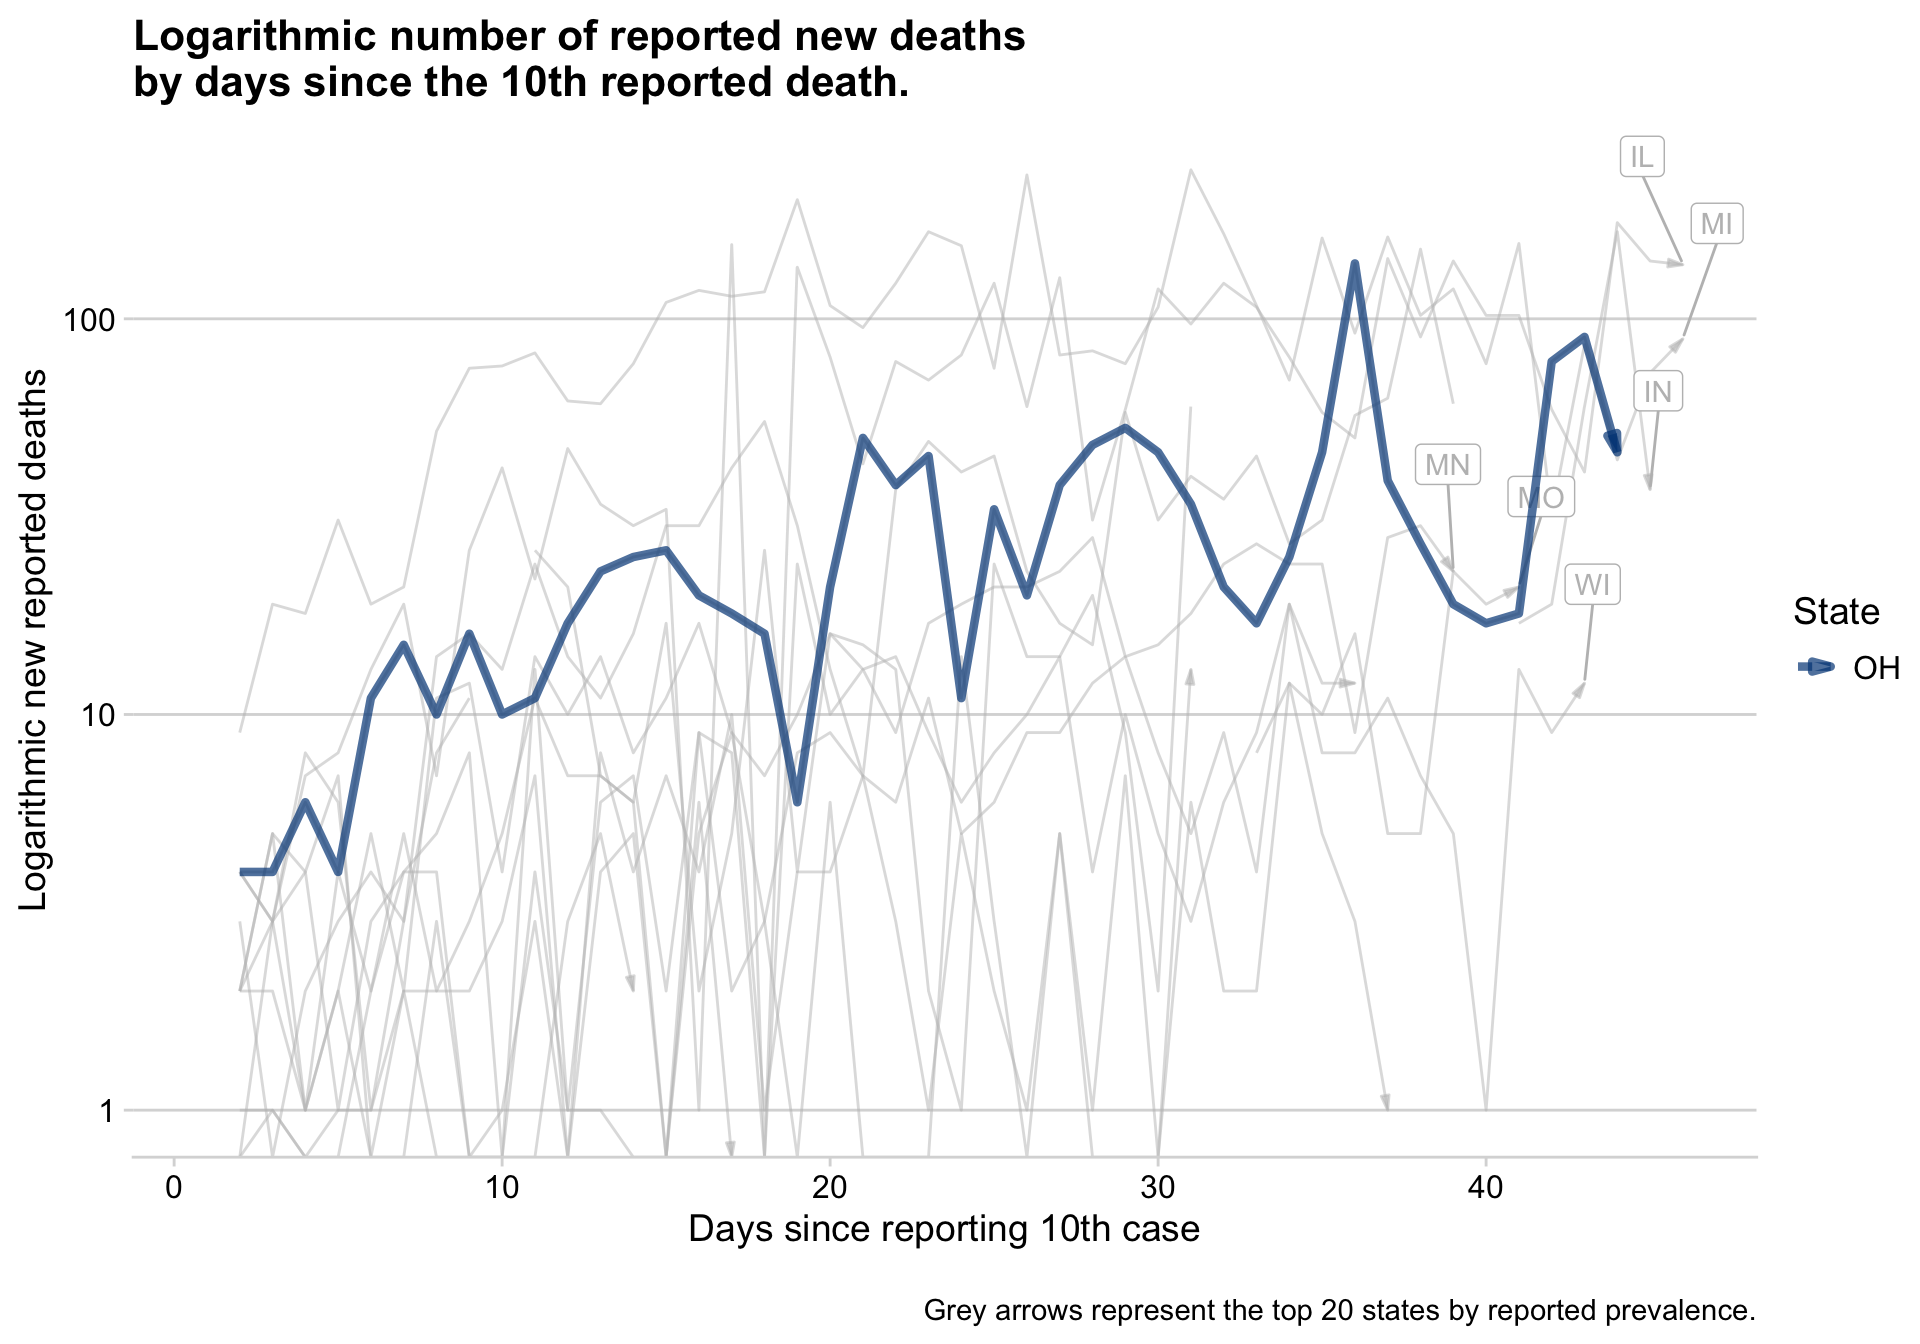 Logarithmic number of reported new deaths
by days since the 10th reported death.
IL
MI
100
IN
MN
MO
WI
Logarithmic new reported deaths
State
OH
10
1
0 10 20 30 40
Days since reporting 10th case
Grey arrows represent the top 20 states by reported prevalence.